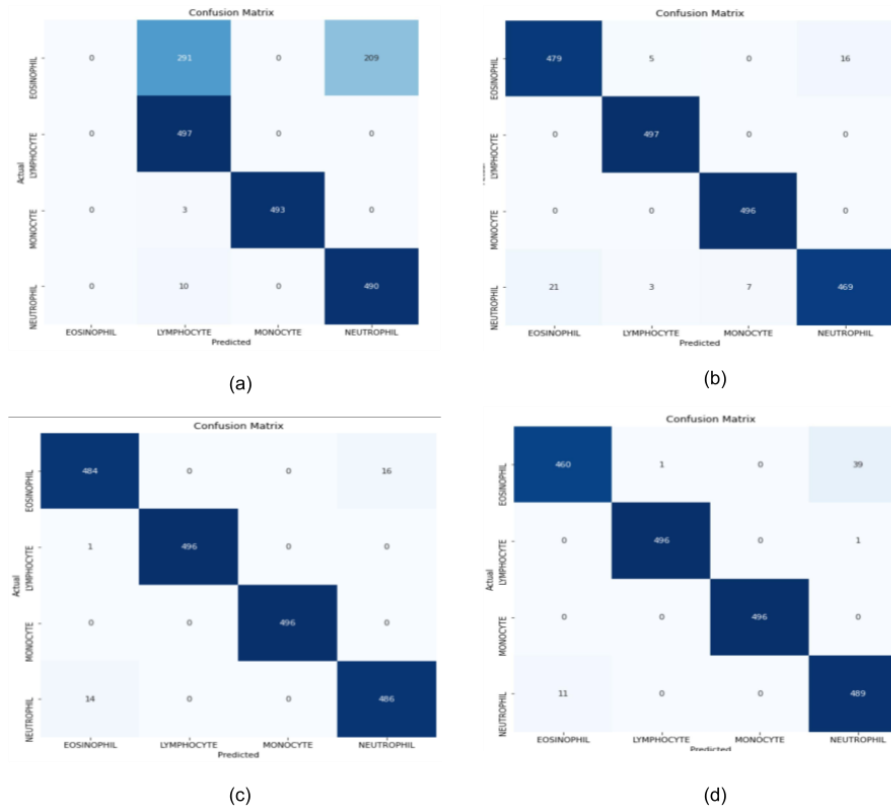 Confusion Matrix
EOSINOPHIL 0 291 0 209
LYMPHOCYTE 0 497 0 0
MONOCYTE 0 3 493 0
NEUTROPHIL 0 10 0 490
Actual
EOSINOPHIL LYMPHOCYTE MONOCYTE NEUTROPHIL
Predicted
(a)
Confusion Matrix
EOSINOPHIL 479 5 0 16
LYMPHOCYTE 0 497 0 0
MONOCYTE 0 0 496 0
NEUTROPHIL 21 3 7 469
EOSINOPHIL LYMPHOCYTE MONOCYTE NEUTROPHIL
Predicted
(b)
Confusion Matrix
EOSINOPHIL 484 0 0 16
LYMPHOCYTE 1 496 0 0
MONOCYTE 0 0 496 0
NEUTROPHIL 14 0 0 486
Actual
EOSINOPHIL LYMPHOCYTE MONOCYTE NEUTROPHIL
Predicted
(c)
Confusion Matrix
EOSINOPHIL 460 1 0 39
LYMPHOCYTE 0 496 0 1
MONOCYTE 0 0 496 0
NEUTROPHIL 11 0 0 489
Actual
EOSINOPHIL LYMPHOCYTE MONOCYTE NEUTROPHIL
Predicted
(d)